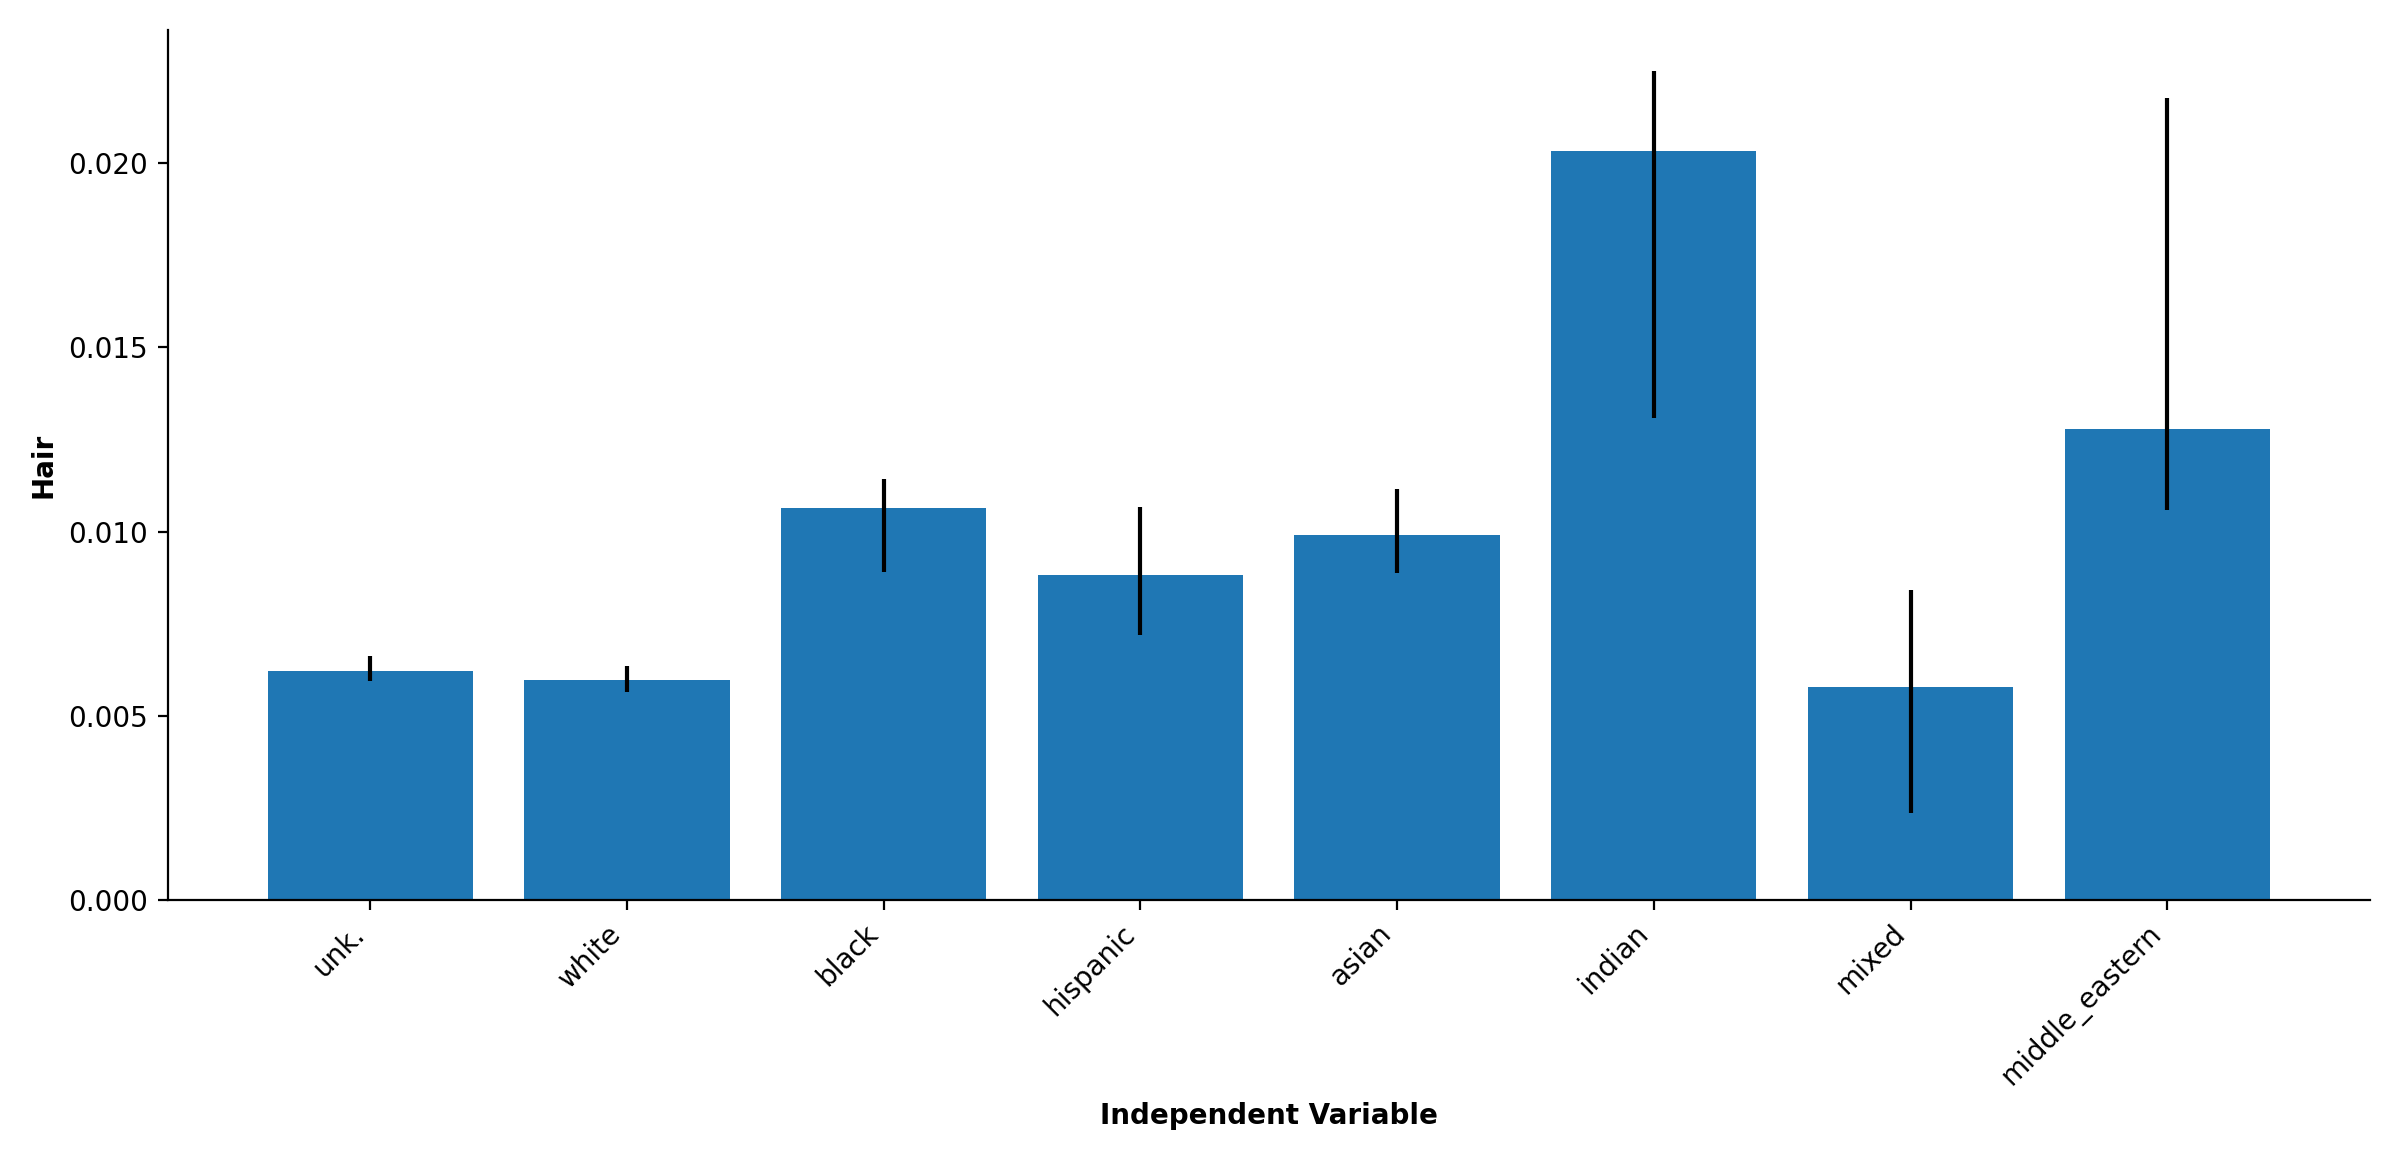 Hair
0.020
0.015
0.010
0.005
0.000
unk.
white
black
hispanic
asian
indian
mixed
middle_eastern
Independent Variable